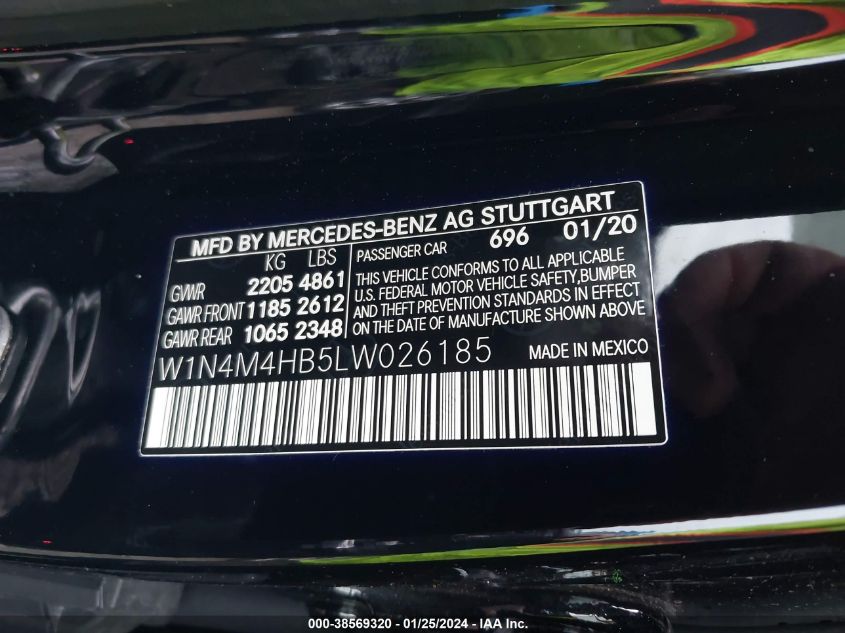 MFD BY MERCEDES-BENZ AG STUTTGART
KG LBS
GVWR 2205 4861
GAWR FRONT 1185 2612
GAWR REAR 1065 2348
PASSENGER CAR 696 01/20
THIS VEHICLE CONFORMS TO ALL APPLICABLE
U.S. FEDERAL MOTOR VEHICLE SAFETY,BUMPER
AND THEFT PREVENTION STANDARDS IN EFFECT
ON THE DATE OF MANUFACTURE SHOWN ABOVE
W1N4M4HB5LW026185 MADE IN MEXICO
000-38569320 / 01/25/2024 - IAA Inc.